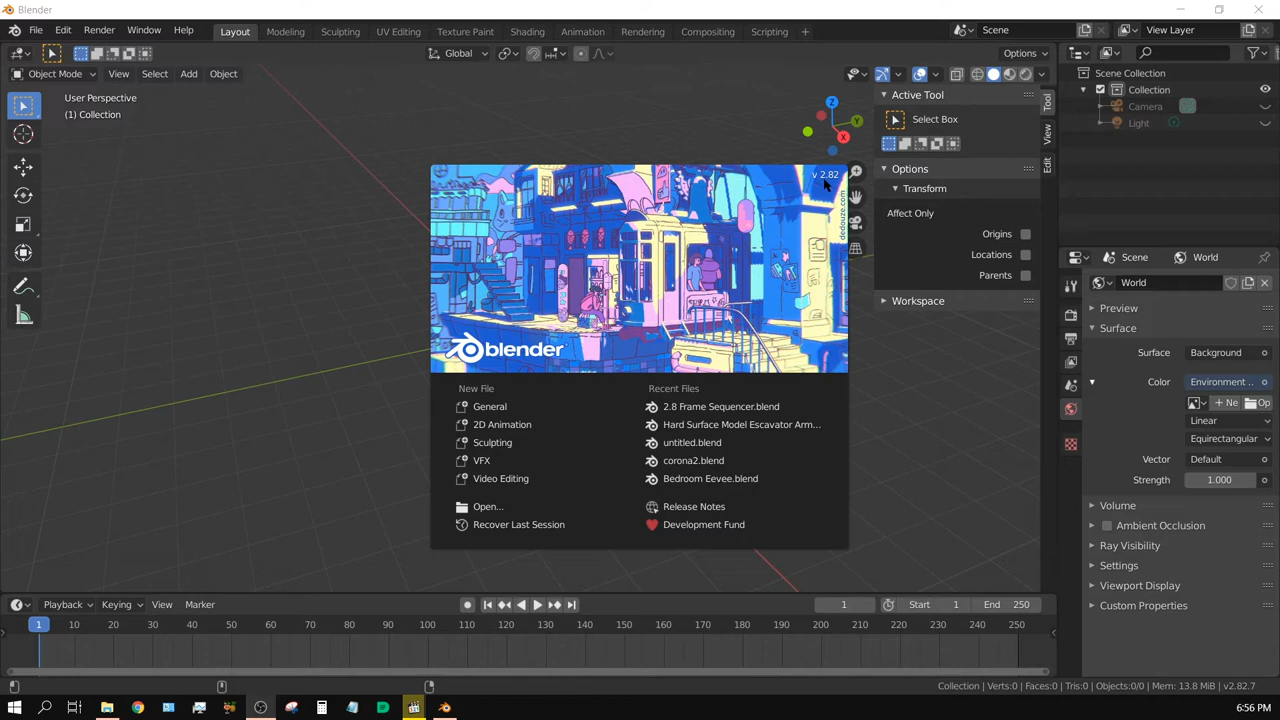 Blender
File Edit Render Window Help Layout Modeling Sculpting UV Editing Texture Paint Shading Animation Rendering Compositing Scripting + Scene View Layer
Global Options
Object Mode View Select Add Object
User Perspective
(1) Collection
Z
Y
X
Active Tool
Select Box
Options
Transform
Affect Only
Origins
Locations
Parents
Workspace
Tool
View
Edit
Scene Collection
Collection
Camera
Light
v 2.82
dedouze.com
blender
New File
General
2D Animation
Sculpting
VFX
Video Editing
Open...
Recover Last Session
Recent Files
2.8 Frame Sequencer.blend
Hard Surface Model Escavator Arm...
untitled.blend
corona2.blend
Bedroom Eevee.blend
Release Notes
Development Fund
Scene World
World
Preview
Surface
Surface Background
Color Environment ..
+ Ne Op
Linear
Equirectangular
Vector Default
Strength 1.000
Volume
Ambient Occlusion
Ray Visibility
Settings
Viewport Display
Custom Properties
Playback Keying View Marker 1 Start 1 End 250
1 10 20 30 40 50 60 70 80 90 100 110 120 130 140 150 160 170 180 190 200 210 220 230 240 250
Collection | Verts:0 | Faces:0 | Tris:0 | Objects:0/0 | Mem: 13.8 MiB | v2.82.7
6:56 PM